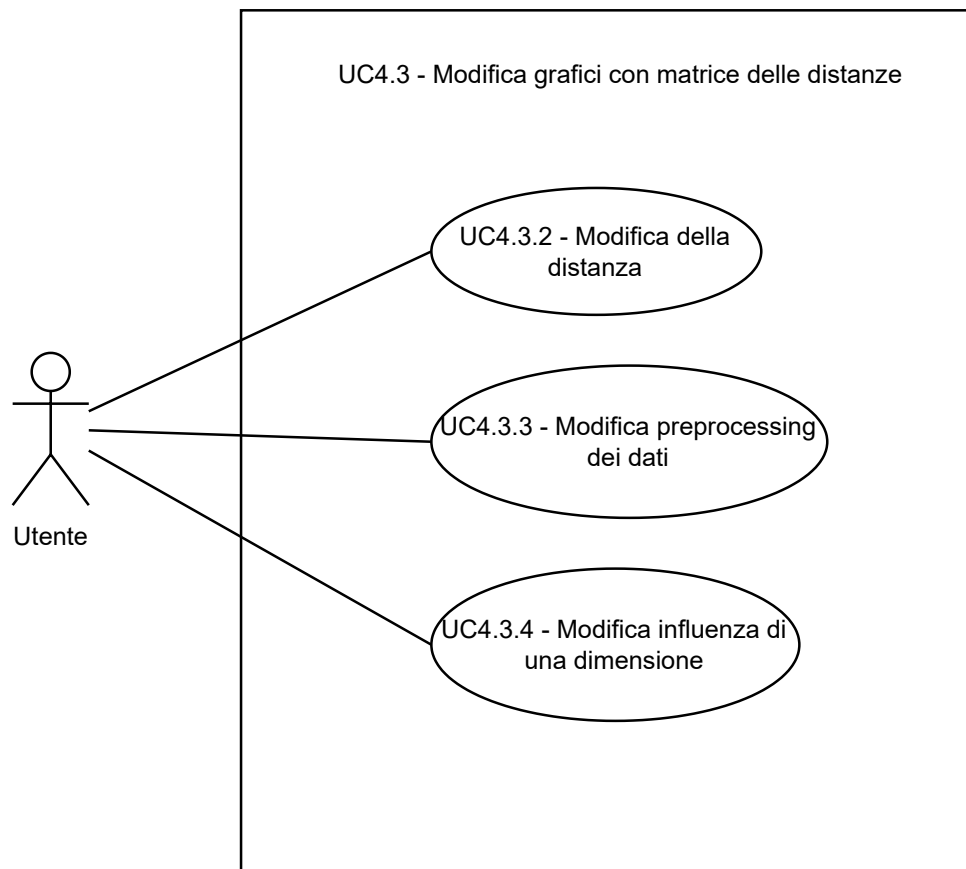 UC4.3 - Modifica grafici con matrice delle distanze
UC4.3.2 - Modifica della
distanza
UC4.3.3 - Modifica preprocessing
dei dati
Utente
UC4.3.4 - Modifica influenza di
una dimensione